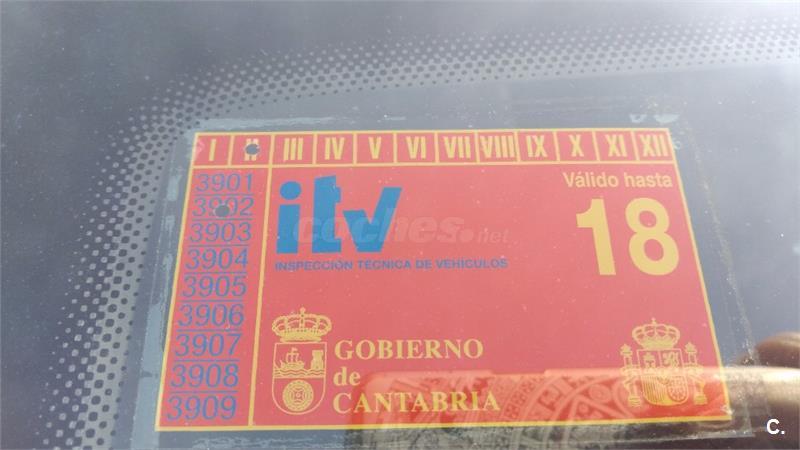 I II III IV V VI VII VIII IX X XI XII
3901
3902
3903
3904
3905
3906
3907
3908
3909
itv
INSPECCIÓN TÉCNICA DE VEHÍCULOS
Válido hasta
18
coches.net
GOBIERNO
de
CANTABRIA
C.